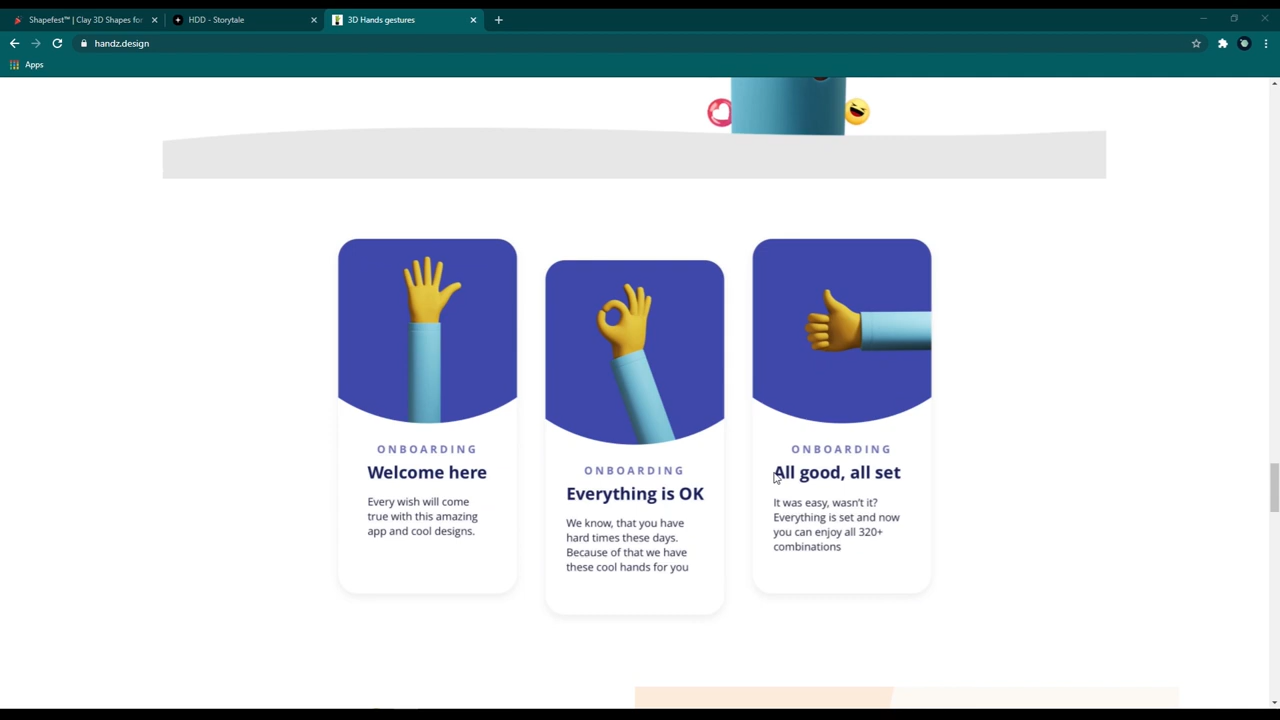 Shapefest™ | Clay 3D Shapes for
HDD - Storytale
3D Hands gestures
handz.design
Apps
ONBOARDING
Welcome here
Every wish will come
true with this amazing
app and cool designs.
ONBOARDING
Everything is OK
We know, that you have
hard times these days.
Because of that we have
these cool hands for you
ONBOARDING
All good, all set
It was easy, wasn't it?
Everything is set and now
you can enjoy all 320+
combinations